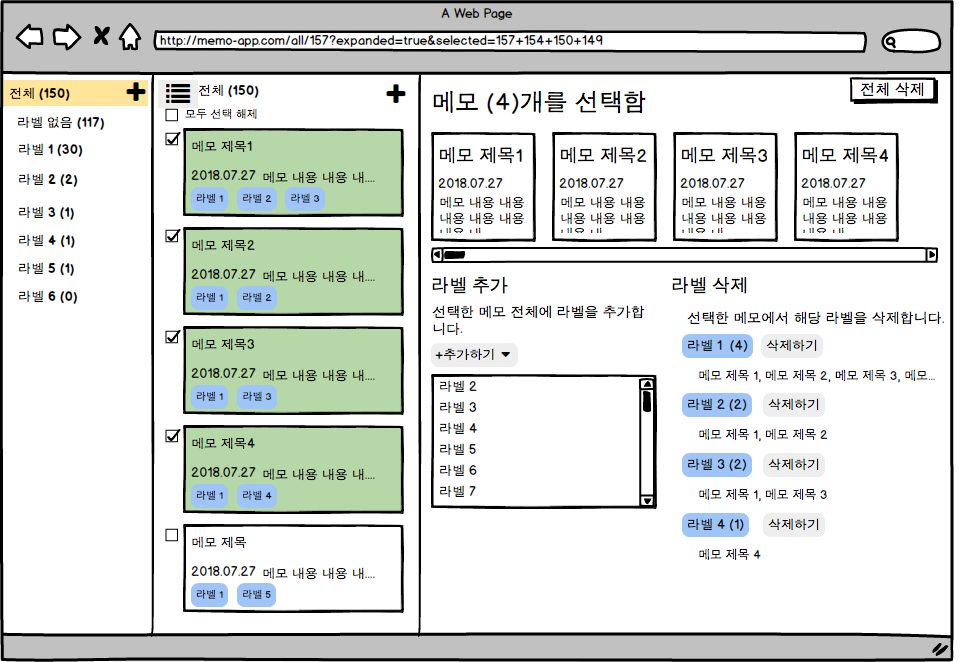 A Web Page
http://memo-app.com/all/157?expanded=true&selected=157+154+150+149
전체 (150)
라벨 없음 (117)
라벨 1 (30)
라벨 2 (2)
라벨 3 (1)
라벨 4 (1)
라벨 5 (1)
라벨 6 (0)
전체 (150)
모두 선택 해제
메모 제목1
2018.07.27 메모 내용 내용 내....
라벨 1 라벨 2 라벨 3
메모 제목2
2018.07.27 메모 내용 내용 내....
라벨 1 라벨 2
메모 제목3
2018.07.27 메모 내용 내용 내....
라벨 1 라벨 3
메모 제목4
2018.07.27 메모 내용 내용 내....
라벨 1 라벨 4
메모 제목
2018.07.27 메모 내용 내용 내....
라벨 1 라벨 5
전체 삭제
메모 (4)개를 선택함
메모 제목1
2018.07.27
메모 내용 내용
내용 내용 내용
메모 제목2
2018.07.27
메모 내용 내용
내용 내용 내용
메모 제목3
2018.07.27
메모 내용 내용
내용 내용 내용
메모 제목4
2018.07.27
메모 내용 내용
내용 내용 내용
라벨 추가
선택한 메모 전체에 라벨을 추가합
니다.
+추가하기
라벨 2
라벨 3
라벨 4
라벨 5
라벨 6
라벨 7
라벨 삭제
선택한 메모에서 해당 라벨을 삭제합니다.
라벨 1 (4) 삭제하기
메모 제목 1, 메모 제목 2, 메모 제목 3, 메모...
라벨 2 (2) 삭제하기
메모 제목 1, 메모 제목 2
라벨 3 (2) 삭제하기
메모 제목 1, 메모 제목 3
라벨 4 (1) 삭제하기
메모 제목 4